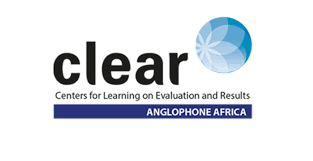 clear
Centers for Learning on Evaluation and Results
ANGLOPHONE AFRICA